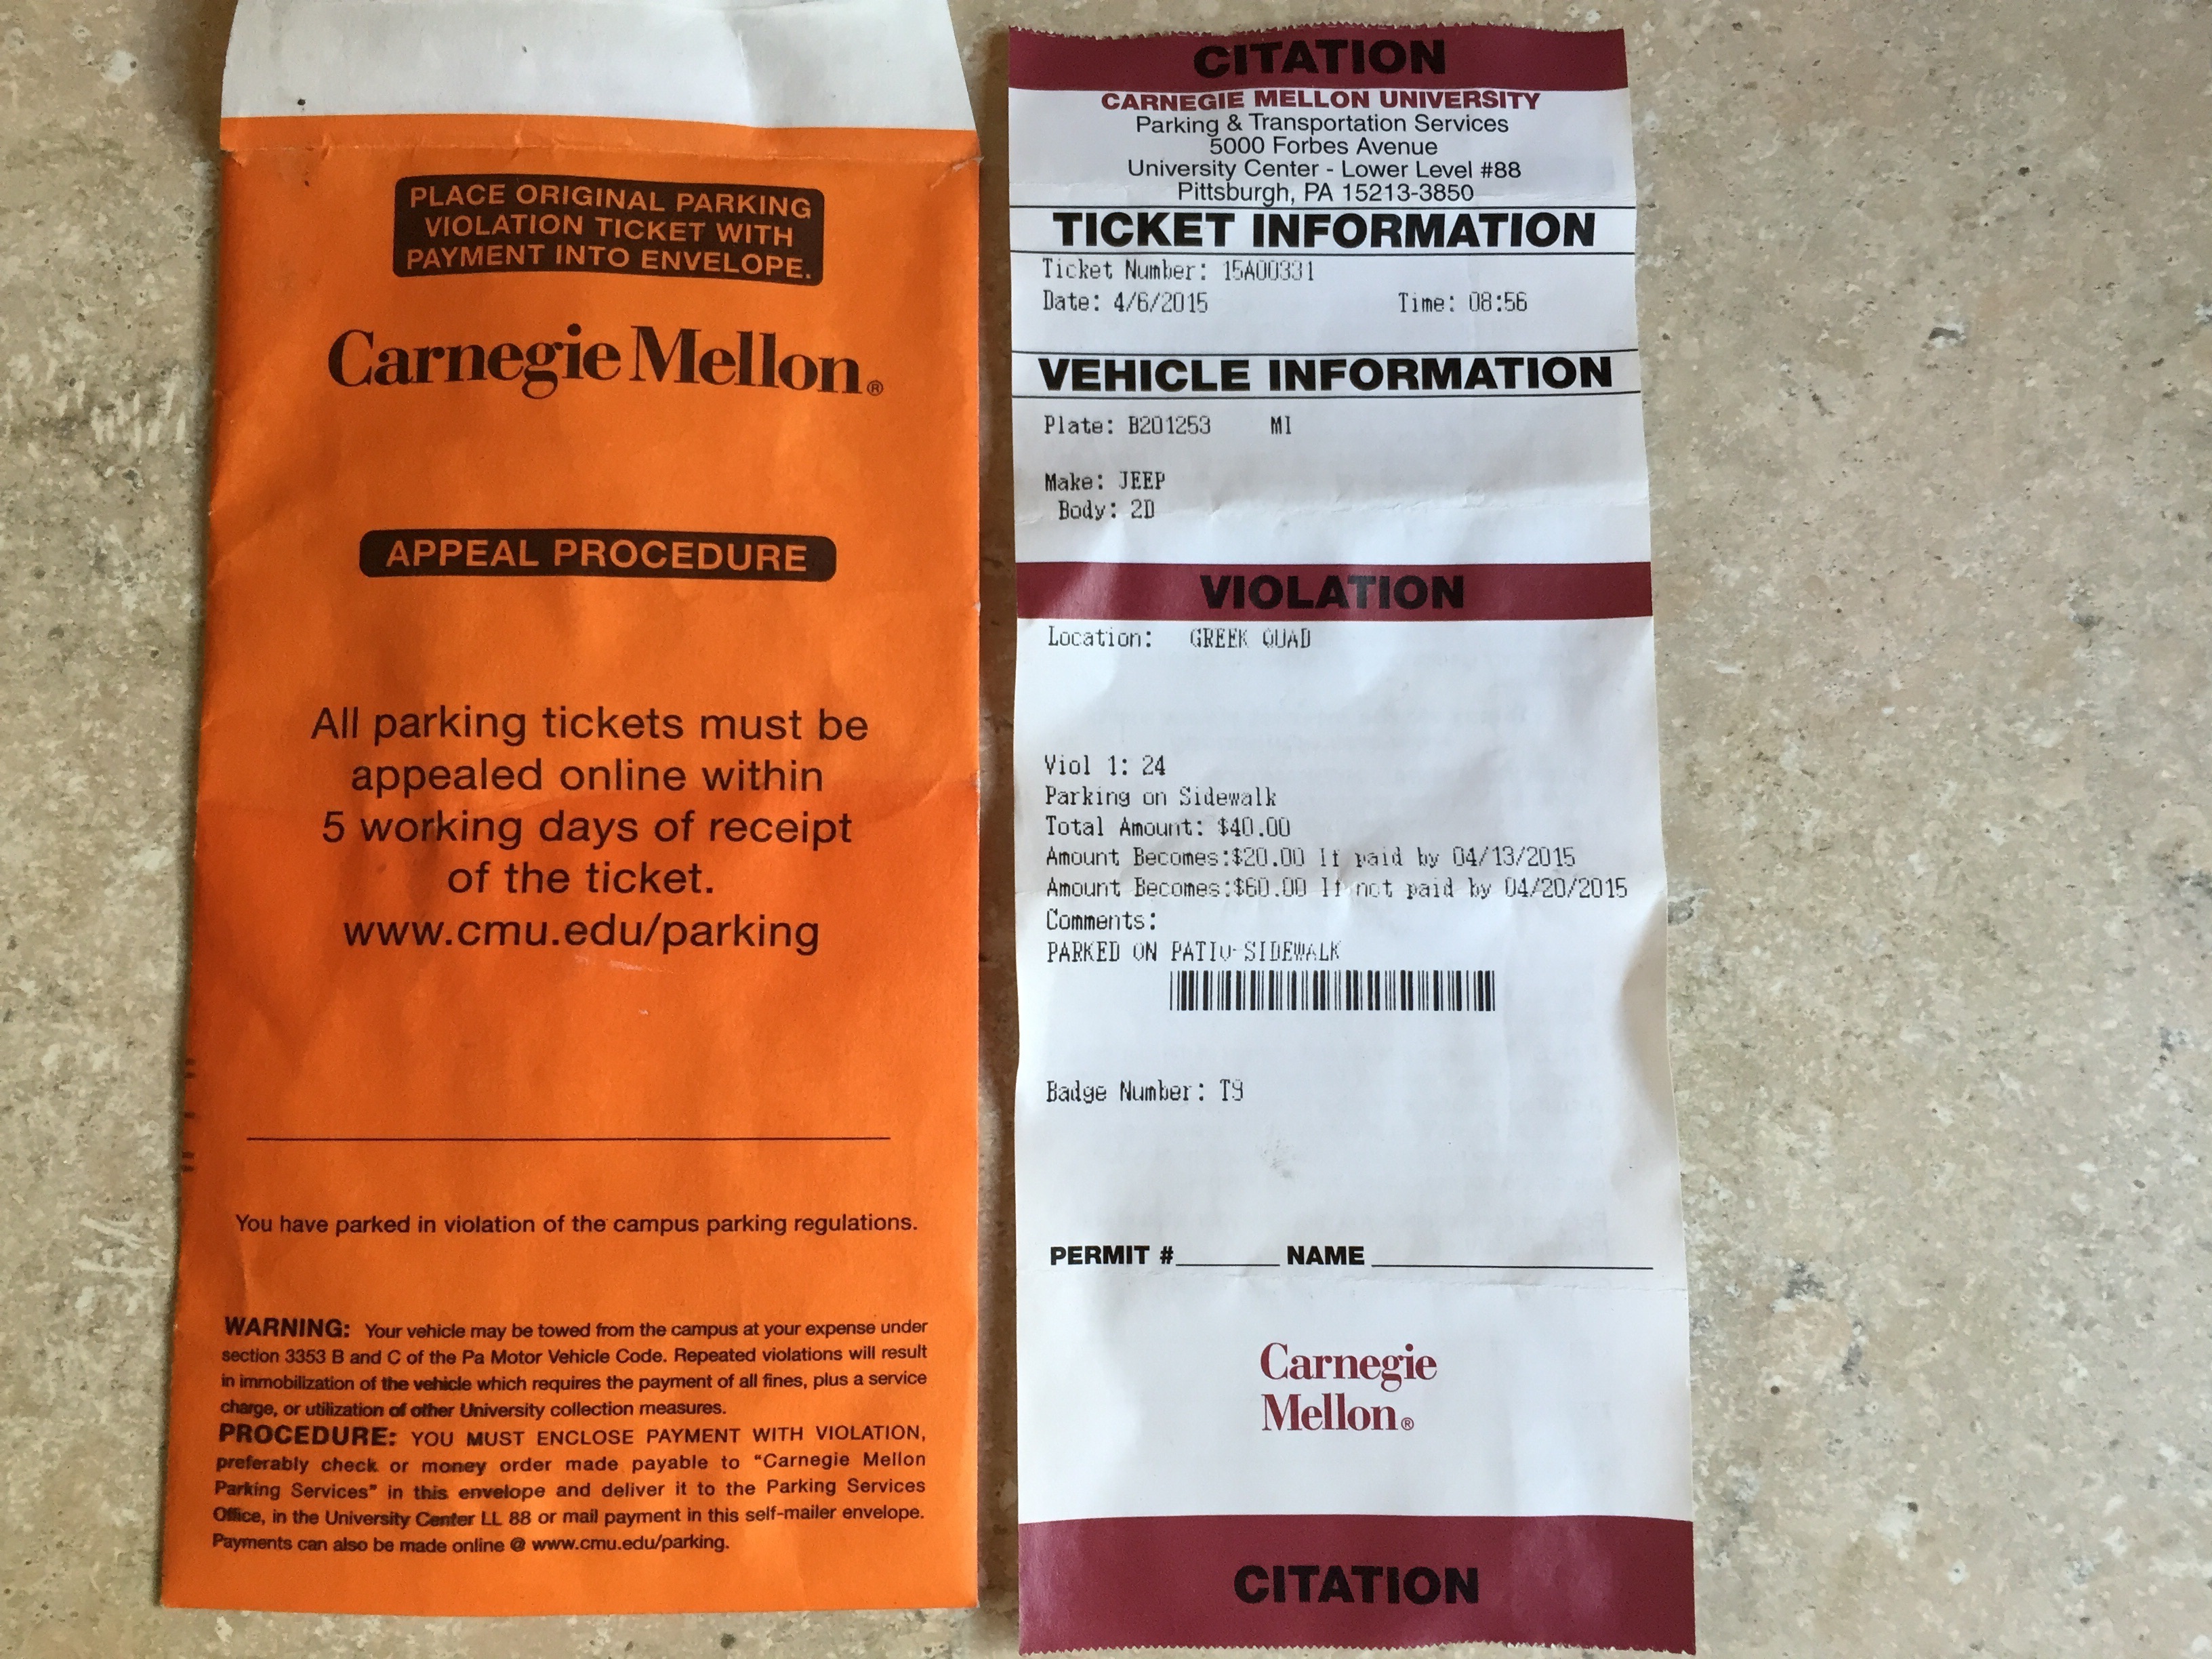 PLACE ORIGINAL PARKING
VIOLATION TICKET WITH
PAYMENT INTO ENVELOPE.
Carnegie Mellon®
APPEAL PROCEDURE
All parking tickets must be
appealed online within
5 working days of receipt
of the ticket.
www.cmu.edu/parking
You have parked in violation of the campus parking regulations.
WARNING: Your vehicle may be towed from the campus at your expense under
section 3353 B and C of the Pa Motor Vehicle Code. Repeated violations will result
in immobilization of the vehicle which requires the payment of all fines, plus a service
charge, or utilization of other University collection measures.
PROCEDURE: YOU MUST ENCLOSE PAYMENT WITH VIOLATION,
preferably check or money order made payable to "Carnegie Mellon
Parking Services" in this envelope and deliver it to the Parking Services
Office, in the University Center LL 88 or mail payment in this self-mailer envelope.
Payments can also be made online @ www.cmu.edu/parking.
CITATION
CARNEGIE MELLON UNIVERSITY
Parking & Transportation Services
5000 Forbes Avenue
University Center - Lower Level #88
Pittsburgh, PA 15213-3850
TICKET INFORMATION
Ticket Number: 15A00331
Date: 4/6/2015 Time: 08:56
VEHICLE INFORMATION
Plate: B201253 MI
Make: JEEP
Body: 2D
VIOLATION
Location: GREEK QUAD
Viol 1: 24
Parking on Sidewalk
Total Amount: $40.00
Amount Becomes:$20.00 If paid by 04/13/2015
Amount Becomes:$60.00 If not paid by 04/20/2015
Comments:
PARKED ON PATIO-SIDEWALK
Badge Number: T9
PERMIT #______ NAME ______________
Carnegie
Mellon®
CITATION